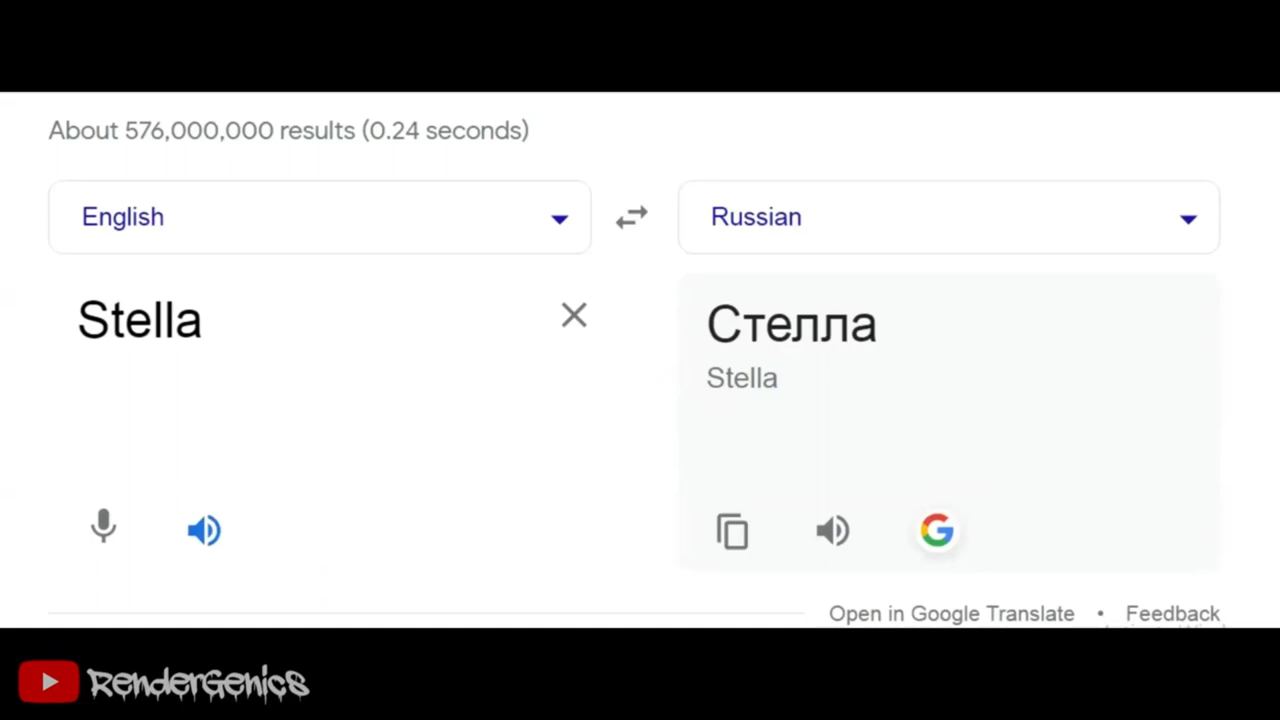 About 576,000,000 results (0.24 seconds)
English
Russian
Stella
Стелла
Stella
Open in Google Translate • Feedback
RenderGenics